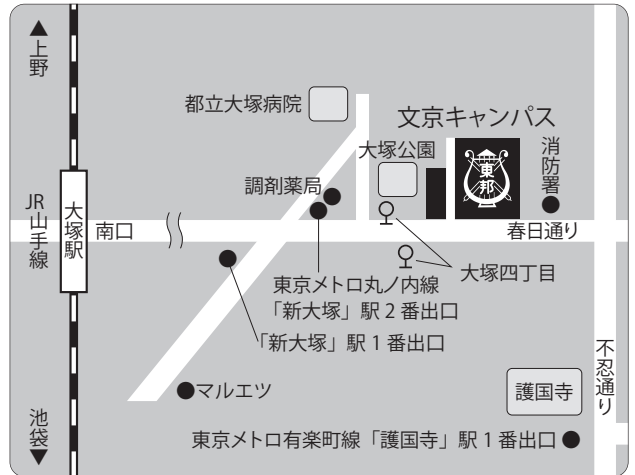 ▲上野
都立大塚病院
文京キャンパス
大塚公園
東邦
消防署
調剤薬局
JR山手線
大塚駅
南口
春日通り
大塚四丁目
東京メトロ丸ノ内線
「新大塚」駅2番出口
「新大塚」駅1番出口
不忍通り
マルエツ
護国寺
池袋▼
東京メトロ有楽町線「護国寺」駅1番出口